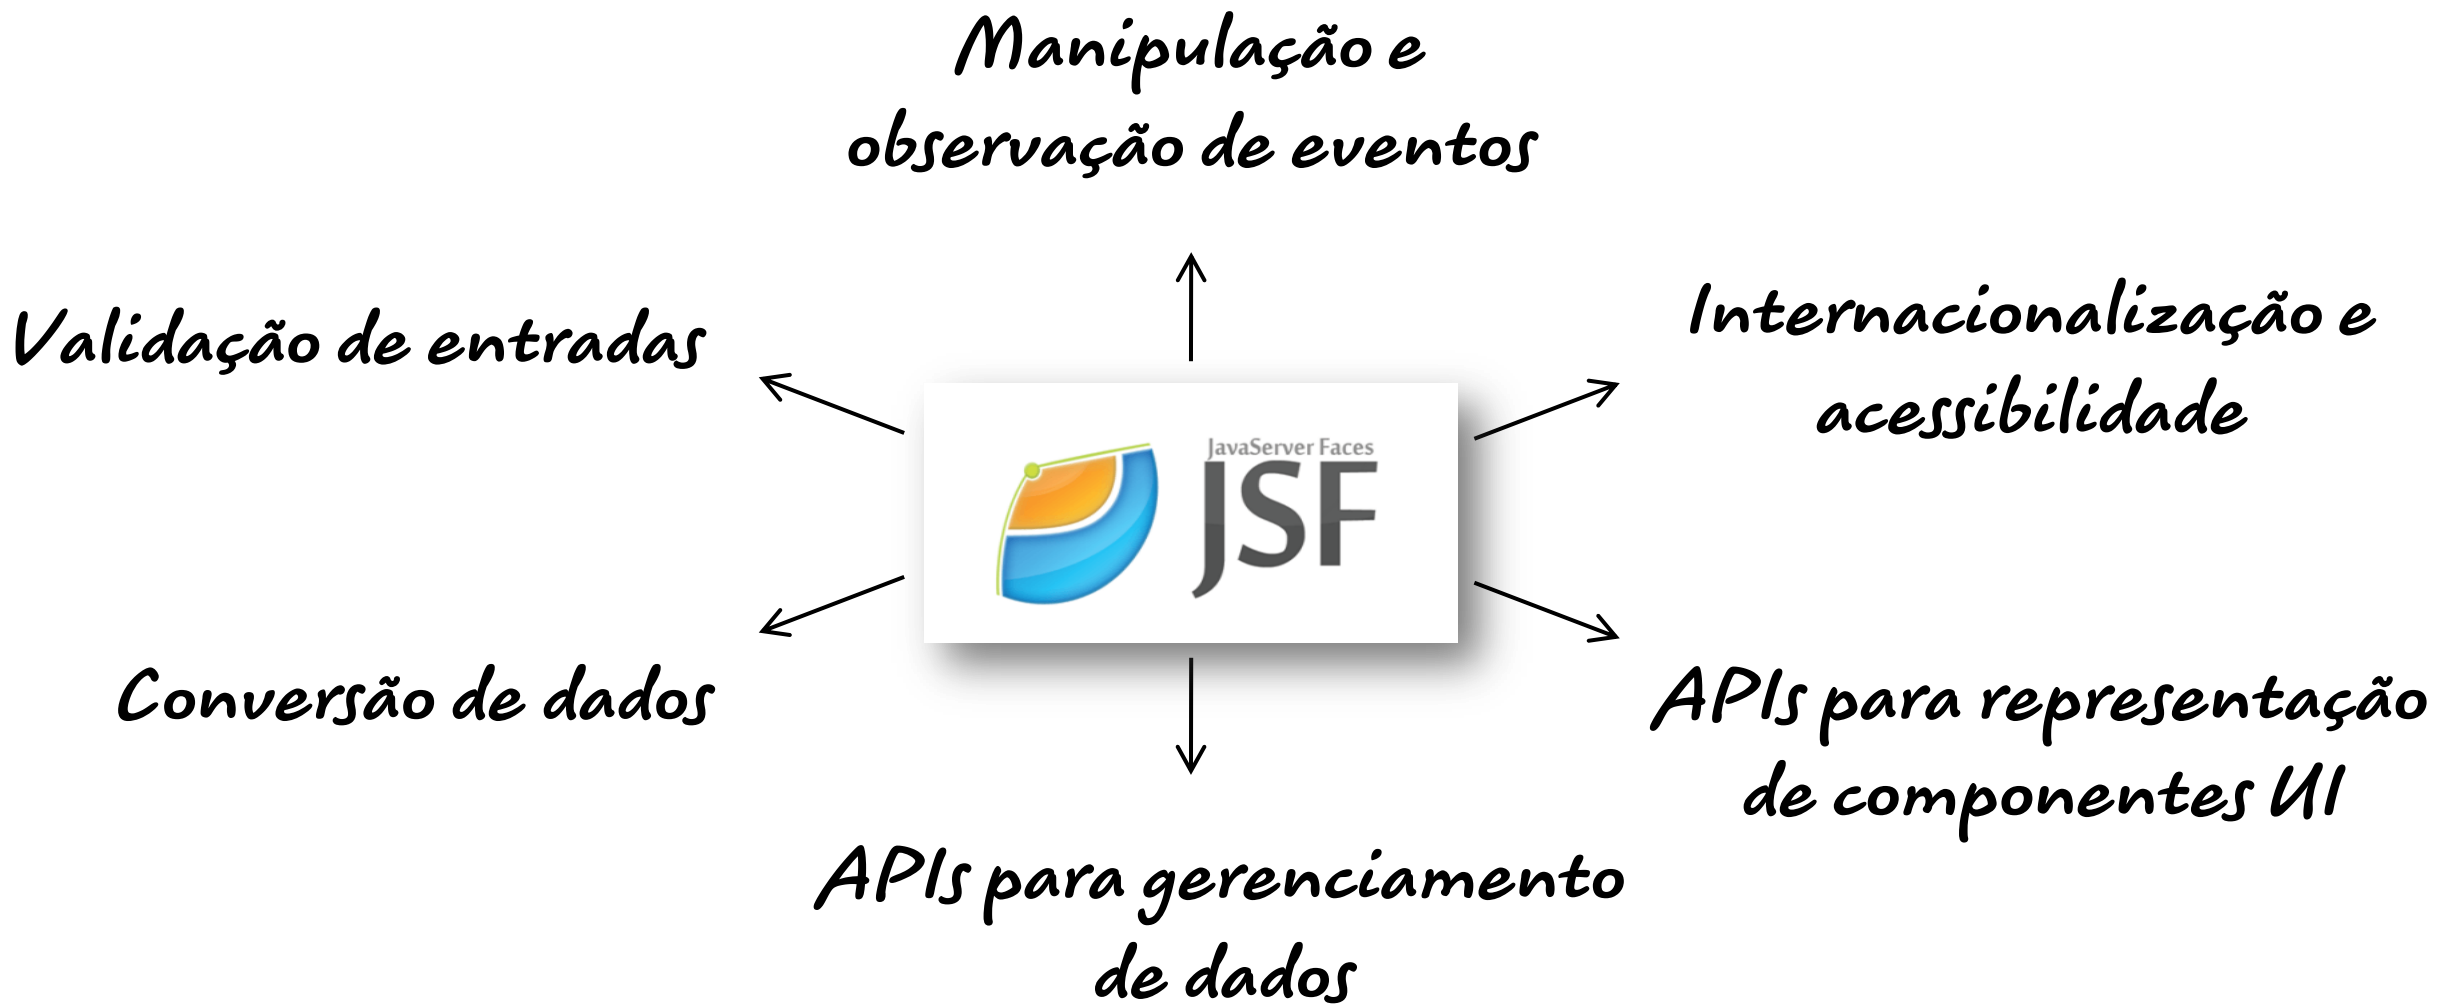 Manipulação e
observação de eventos
Validação de entradas
Internacionalização e
acessibilidade
JavaServer Faces
JSF
Conversão de dados
APIs para representação
de componentes UI
APIs para gerenciamento
de dados